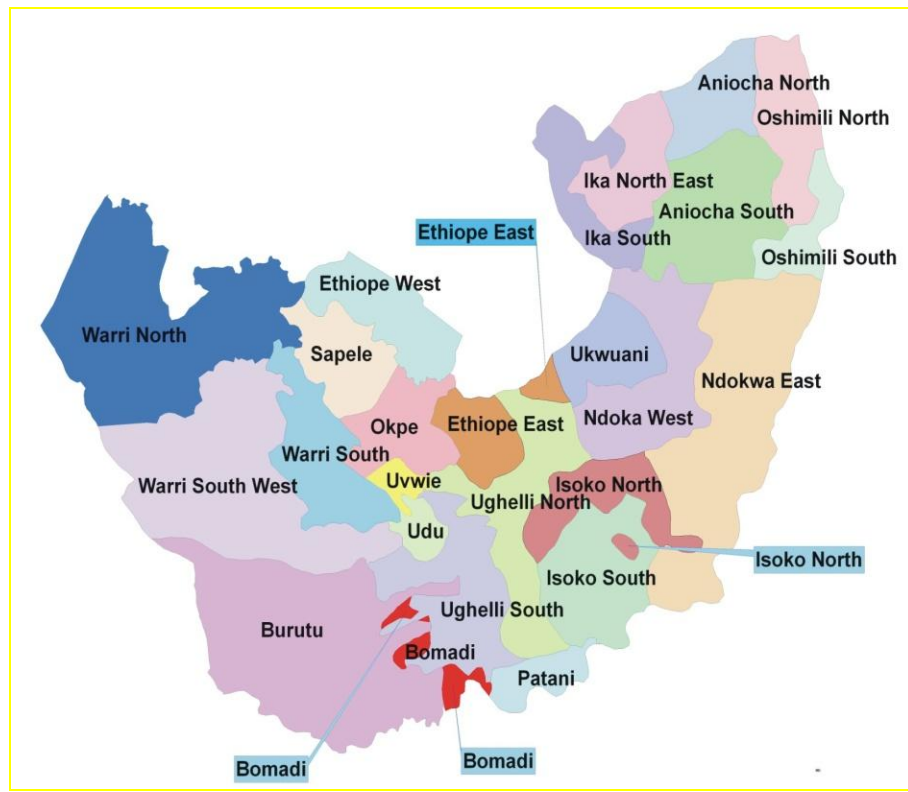 Aniocha North
Oshimili North
Ika North East
Aniocha South
Ethiope East
Ika South
Oshimili South
Ethiope West
Warri North
Sapele
Ukwuani
Ndokwa East
Ndoka West
Okpe
Ethiope East
Warri South
Uvwie
Isoko North
Warri South West
Ughelli North
Udu
Isoko North
Isoko South
Ughelli South
Burutu
Bomadi
Patani
Bomadi
Bomadi